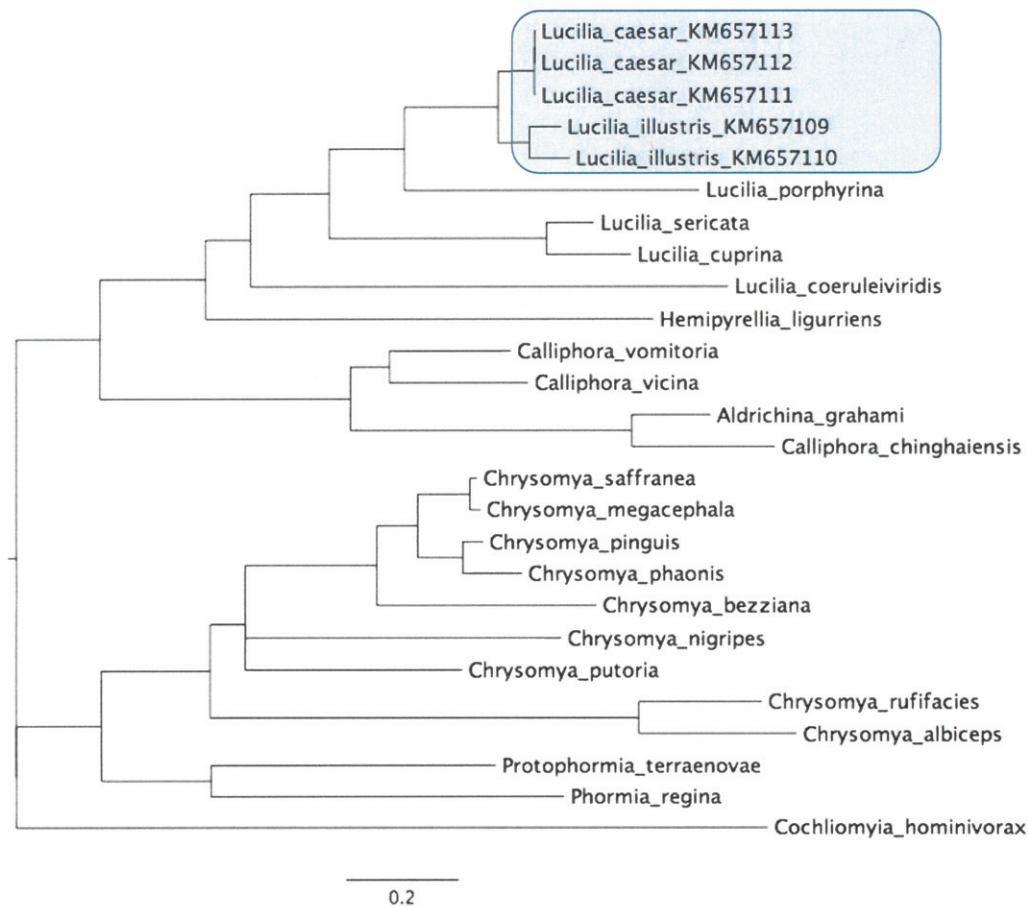 Lucilia_caesar_KM657113
Lucilia_caesar_KM657112
Lucilia_caesar_KM657111
Lucilia_illustris_KM657109
Lucilia_illustris_KM657110
Lucilia_porphyrina
Lucilia_sericata
Lucilia_cuprina
Lucilia_coeruleiviridis
Hemipyrellia_ligurriens
Calliphora_vomitoria
Calliphora_vicina
Aldrichina_grahami
Calliphora_chinghaiensis
Chrysomya_saffranea
Chrysomya_megacephala
Chrysomya_pinguis
Chrysomya_phaonis
Chrysomya_bezziana
Chrysomya_nigripes
Chrysomya_putoria
Chrysomya_rufifacies
Chrysomya_albiceps
Protophormia_terraenovae
Phormia_regina
Cochliomyia_hominivorax
0.2